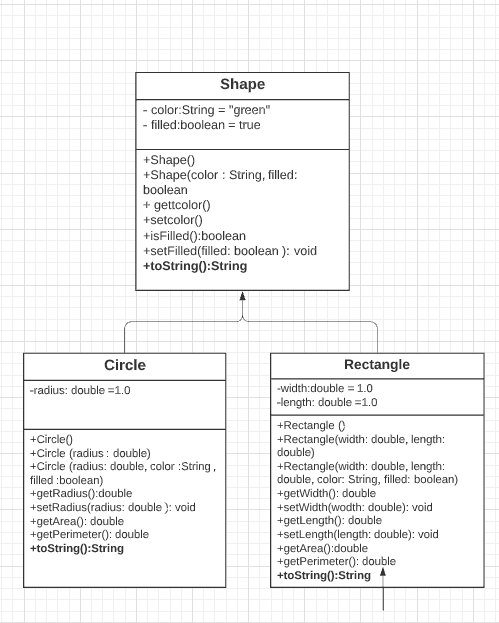 Shape
- color:String = "green"
- filled:boolean = true
+Shape()
+Shape(color : String, filled:
boolean
+ gettcolor()
+setcolor()
+isFilled():boolean
+setFilled(filled: boolean ): void
+toString():String
Circle
-radius: double =1.0
+Circle()
+Circle (radius : double)
+Circle (radius: double, color :String ,
filled :boolean)
+getRadius():double
+setRadius(radius: double ): void
+getArea(): double
+getPerimeter(): double
+toString():String
Rectangle
-width:double = 1.0
-length: double =1.0
+Rectangle ()
+Rectangle(width: double, length:
double)
+Rectangle(width: double, length:
double, color: String, filled: boolean)
+getWidth(): double
+setWidth(wodth: double): void
+getLength(): double
+setLength(length: double): void
+getArea():double
+getPerimeter(): double
+toString():String